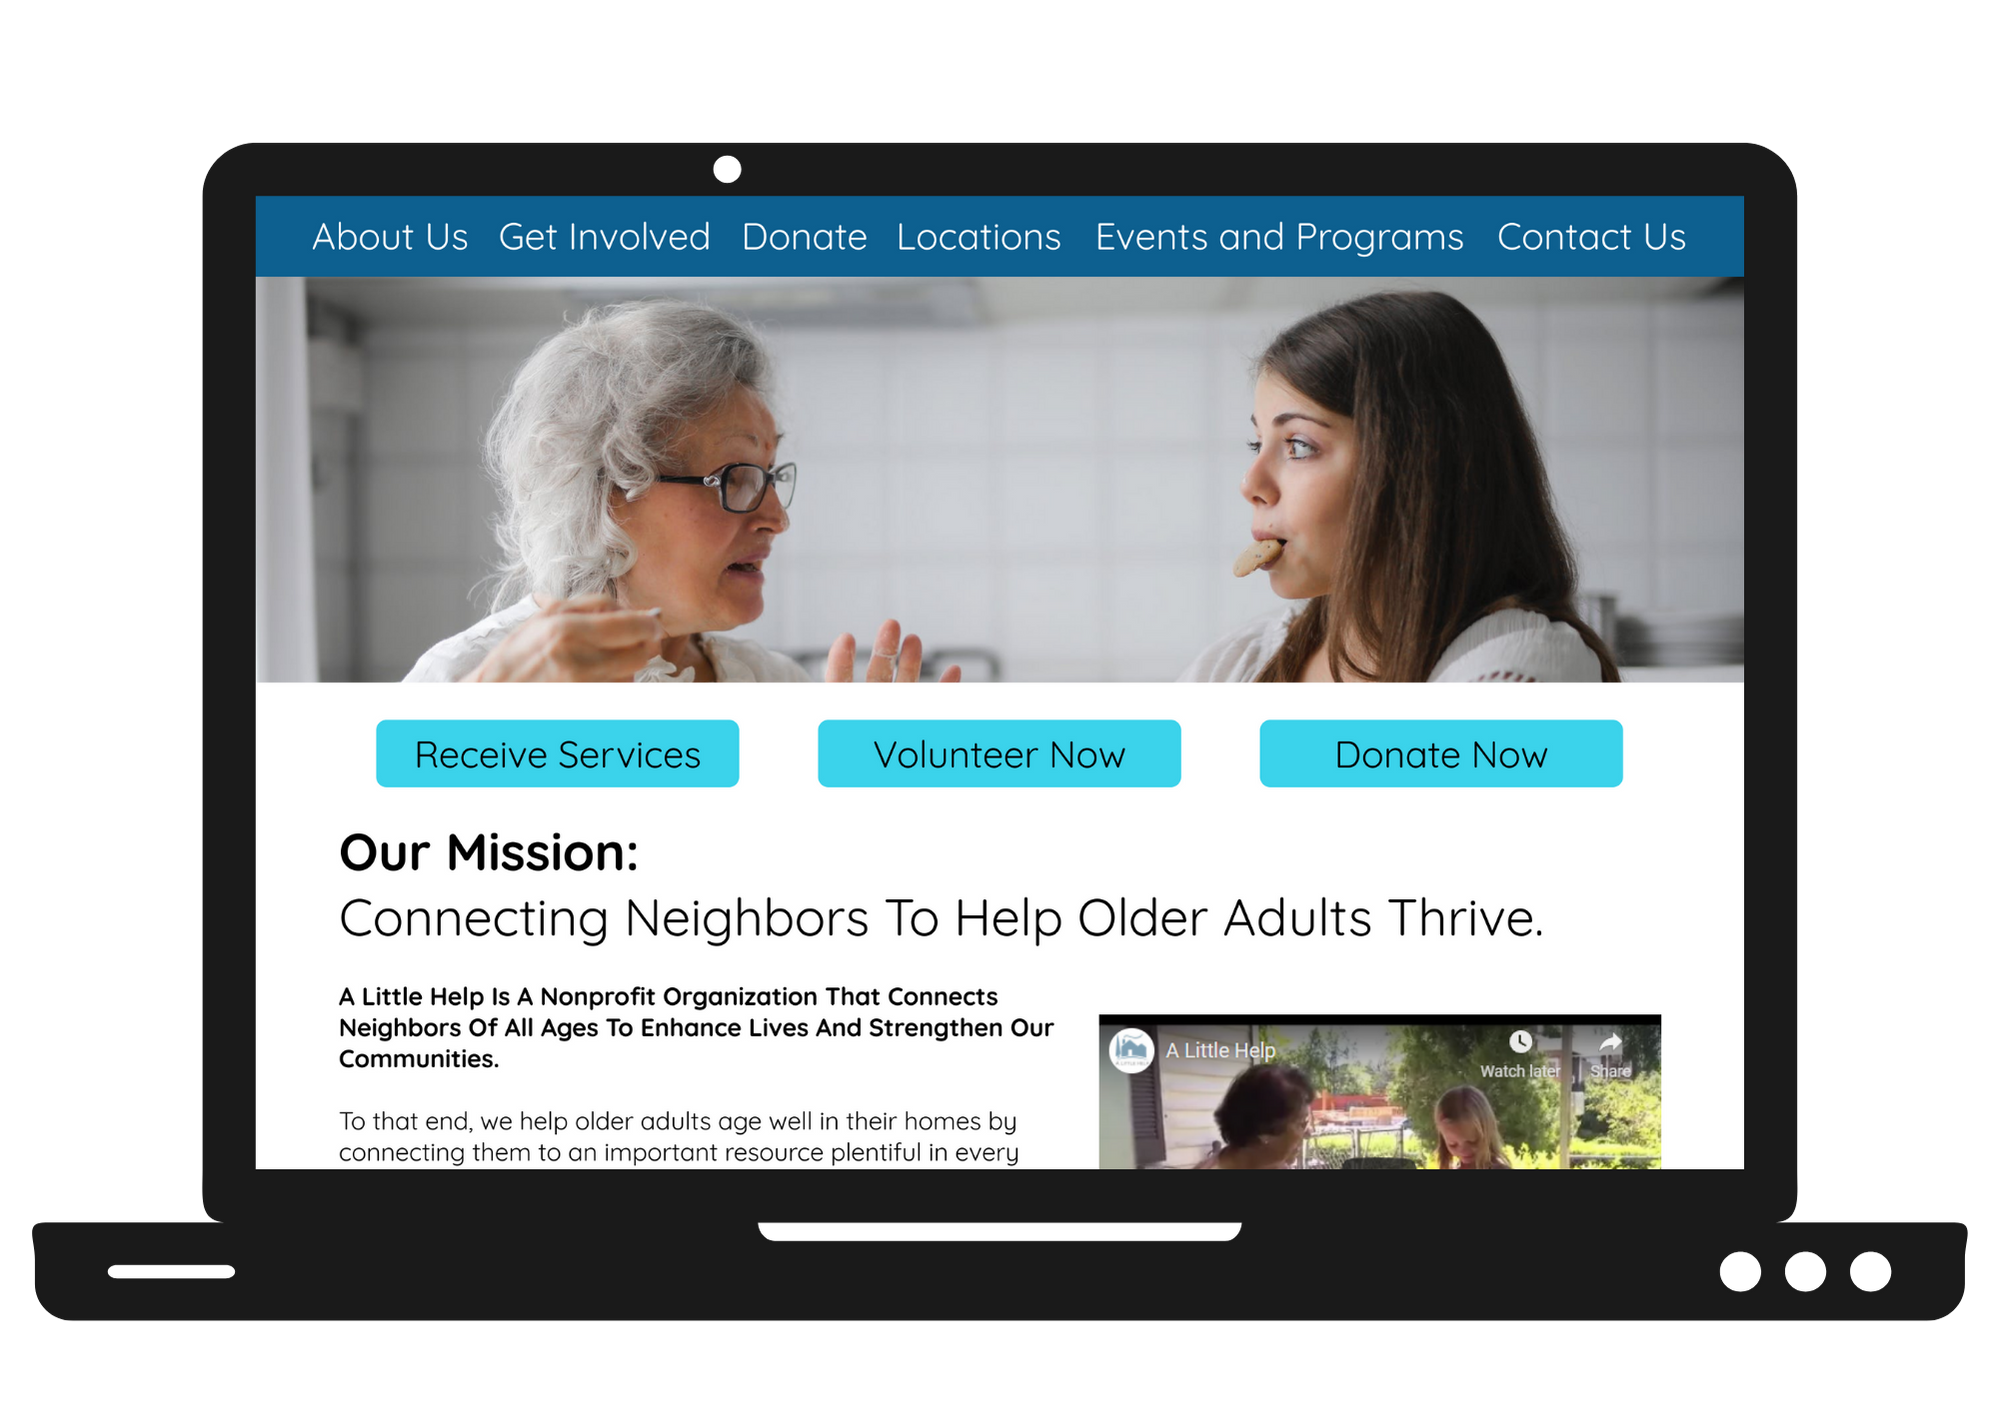 About Us Get Involved Donate Locations Events and Programs Contact Us
Receive Services Volunteer Now Donate Now
Our Mission:
Connecting Neighbors To Help Older Adults Thrive.
A Little Help Is A Nonprofit Organization That Connects
Neighbors Of All Ages To Enhance Lives And Strengthen Our
Communities.
A Little Help
Watch later Share
To that end, we help older adults age well in their homes by
connecting them to an important resource plentiful in every